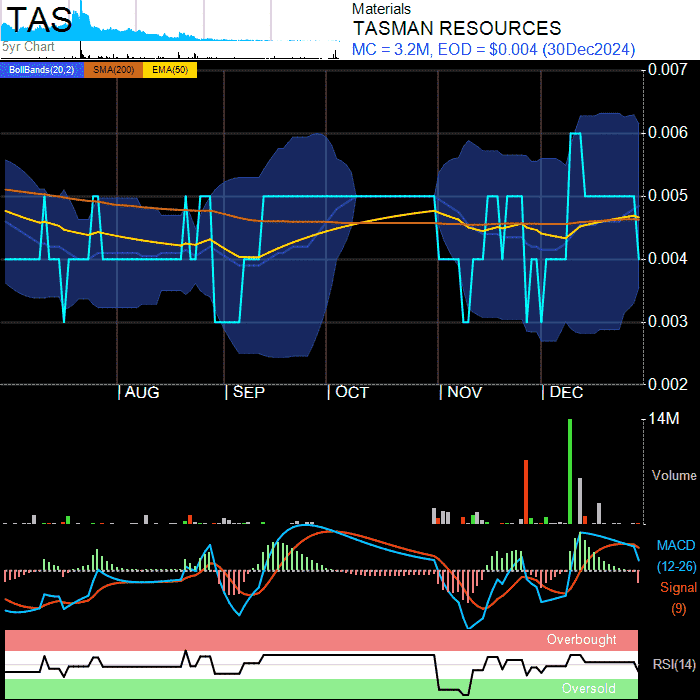 TAS
5yr Chart
Materials
TASMAN RESOURCES
MC = 3.2M, EOD = $0.004 (30Dec2024)
BollBands(20,2) SMA(200) EMA(50)
0.007
0.006
0.005
0.004
0.003
0.002
AUG SEP OCT NOV DEC
14M
Volume
MACD
(12-26)
Signal
(9)
Overbought
RSI(14)
Oversold